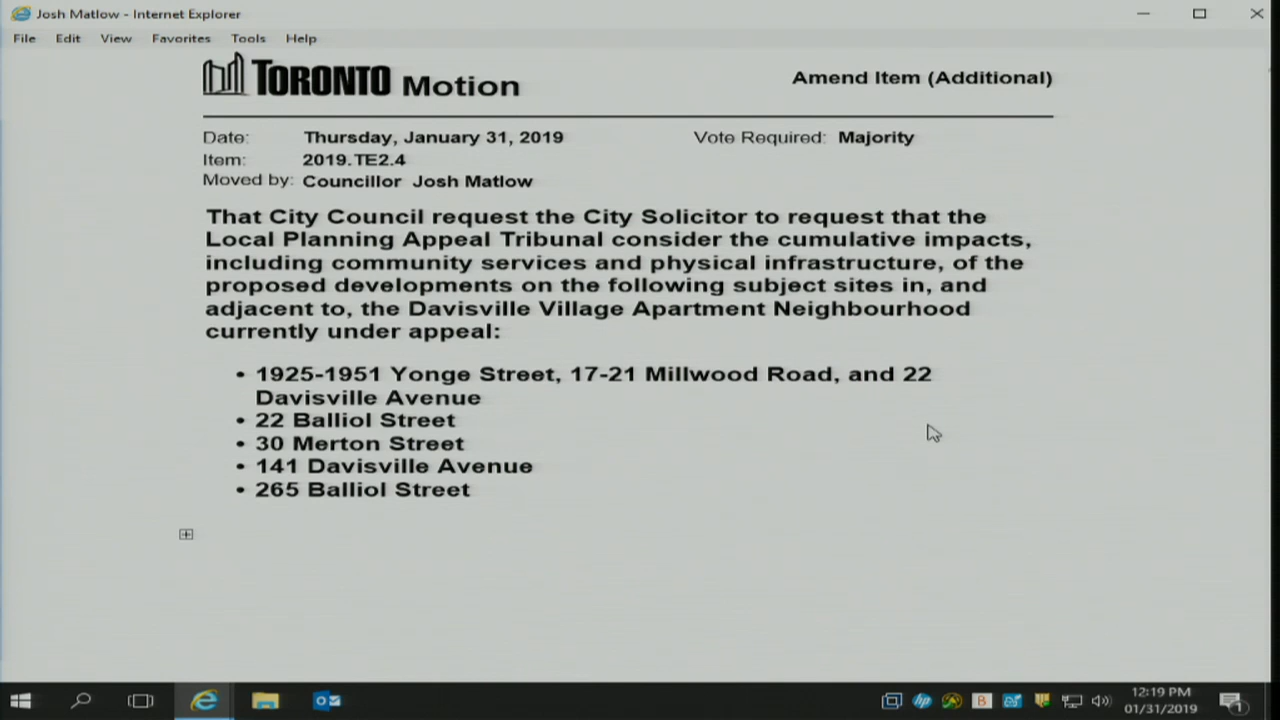 Josh Matlow - Internet Explorer
File Edit View Favorites Tools Help
TORONTO Motion
Amend Item (Additional)
Date: Thursday, January 31, 2019
Vote Required: Majority
Item: 2019.TE2.4
Moved by: Councillor Josh Matlow
That City Council request the City Solicitor to request that the
Local Planning Appeal Tribunal consider the cumulative impacts,
including community services and physical infrastructure, of the
proposed developments on the following subject sites in, and
adjacent to, the Davisville Village Apartment Neighbourhood
currently under appeal:
• 1925-1951 Yonge Street, 17-21 Millwood Road, and 22
Davisville Avenue
• 22 Balliol Street
• 30 Merton Street
• 141 Davisville Avenue
• 265 Balliol Street
12:19 PM
01/31/2019